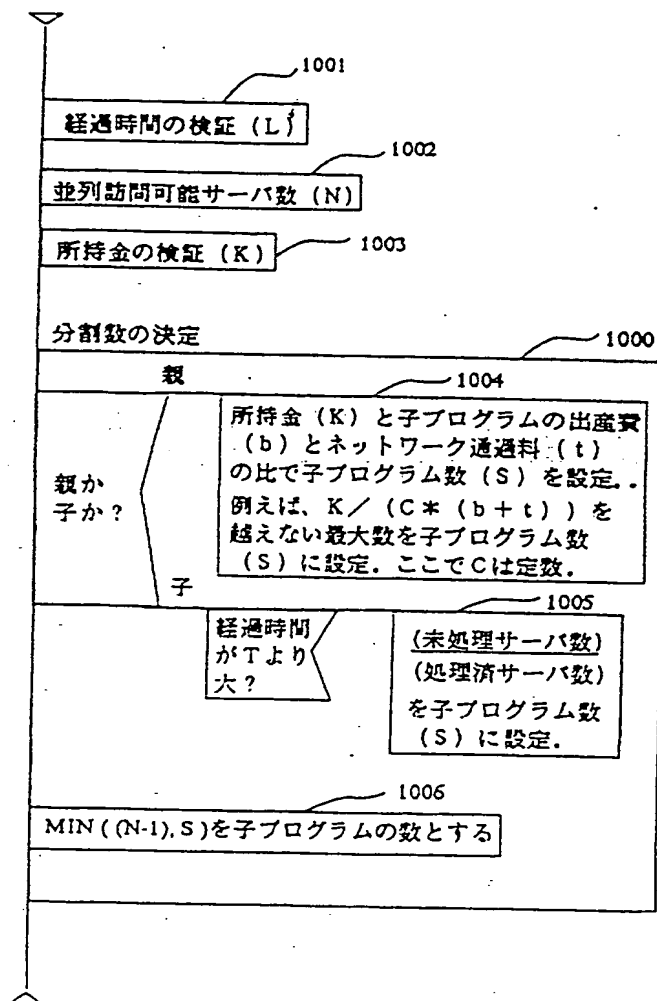 1001
経過時間の検証 (L)
1002
並列訪問可能サーバ数 (N)
所持金の検証 (K)
1003
分割数の決定
1000
親
1004
所持金 (K) と子プログラムの出産費
(b) とネットワーク通過料 (t)
の比で子プログラム数 (S) を設定..
例えば、K/ (C* (b+t) ) を
越えない最大数を子プログラム数
(S) に設定. ここでCは定数.
親か
子か?
子
1005
経過時間
がTより
大?
(未処理サーバ数)
(処理済サーバ数)
を子プログラム数
(S) に設定.
1006
MIN ( (N-1), S ) を子プログラムの数とする